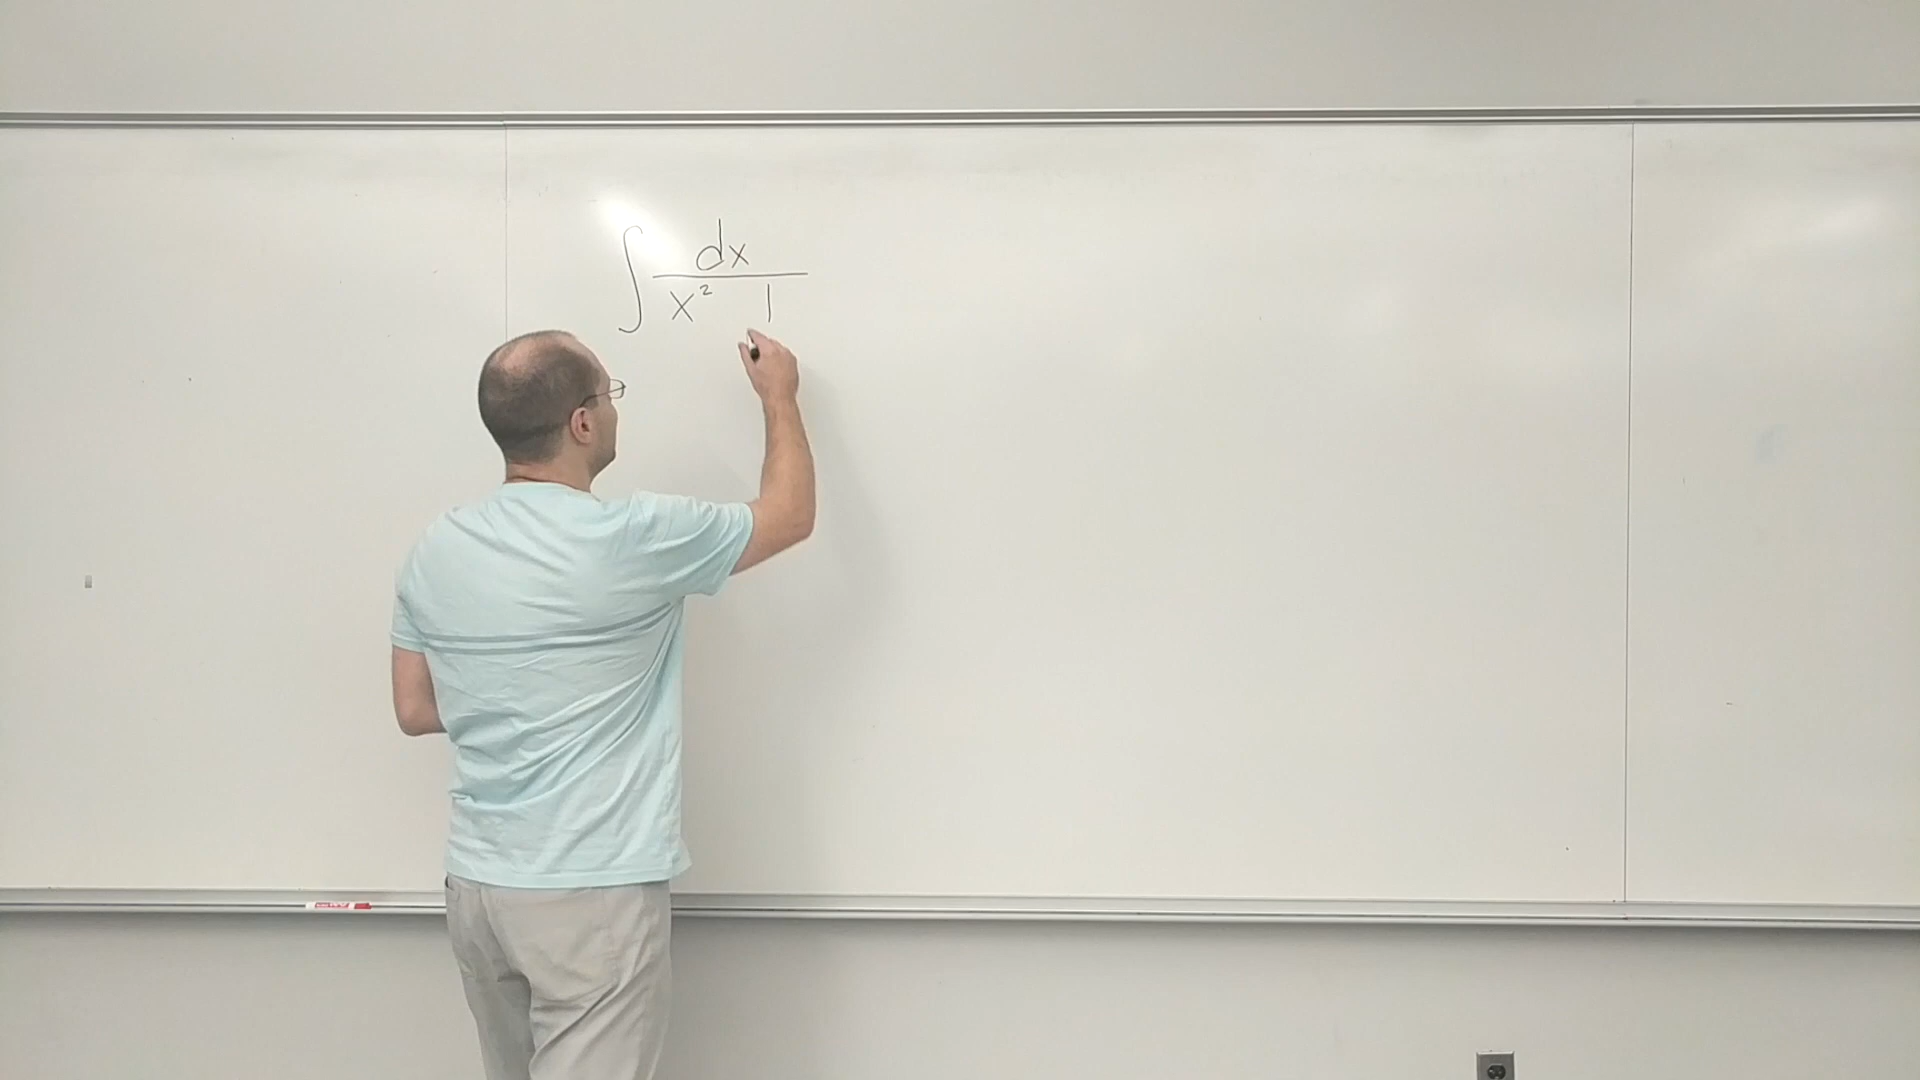 ∫ dx
x² 1